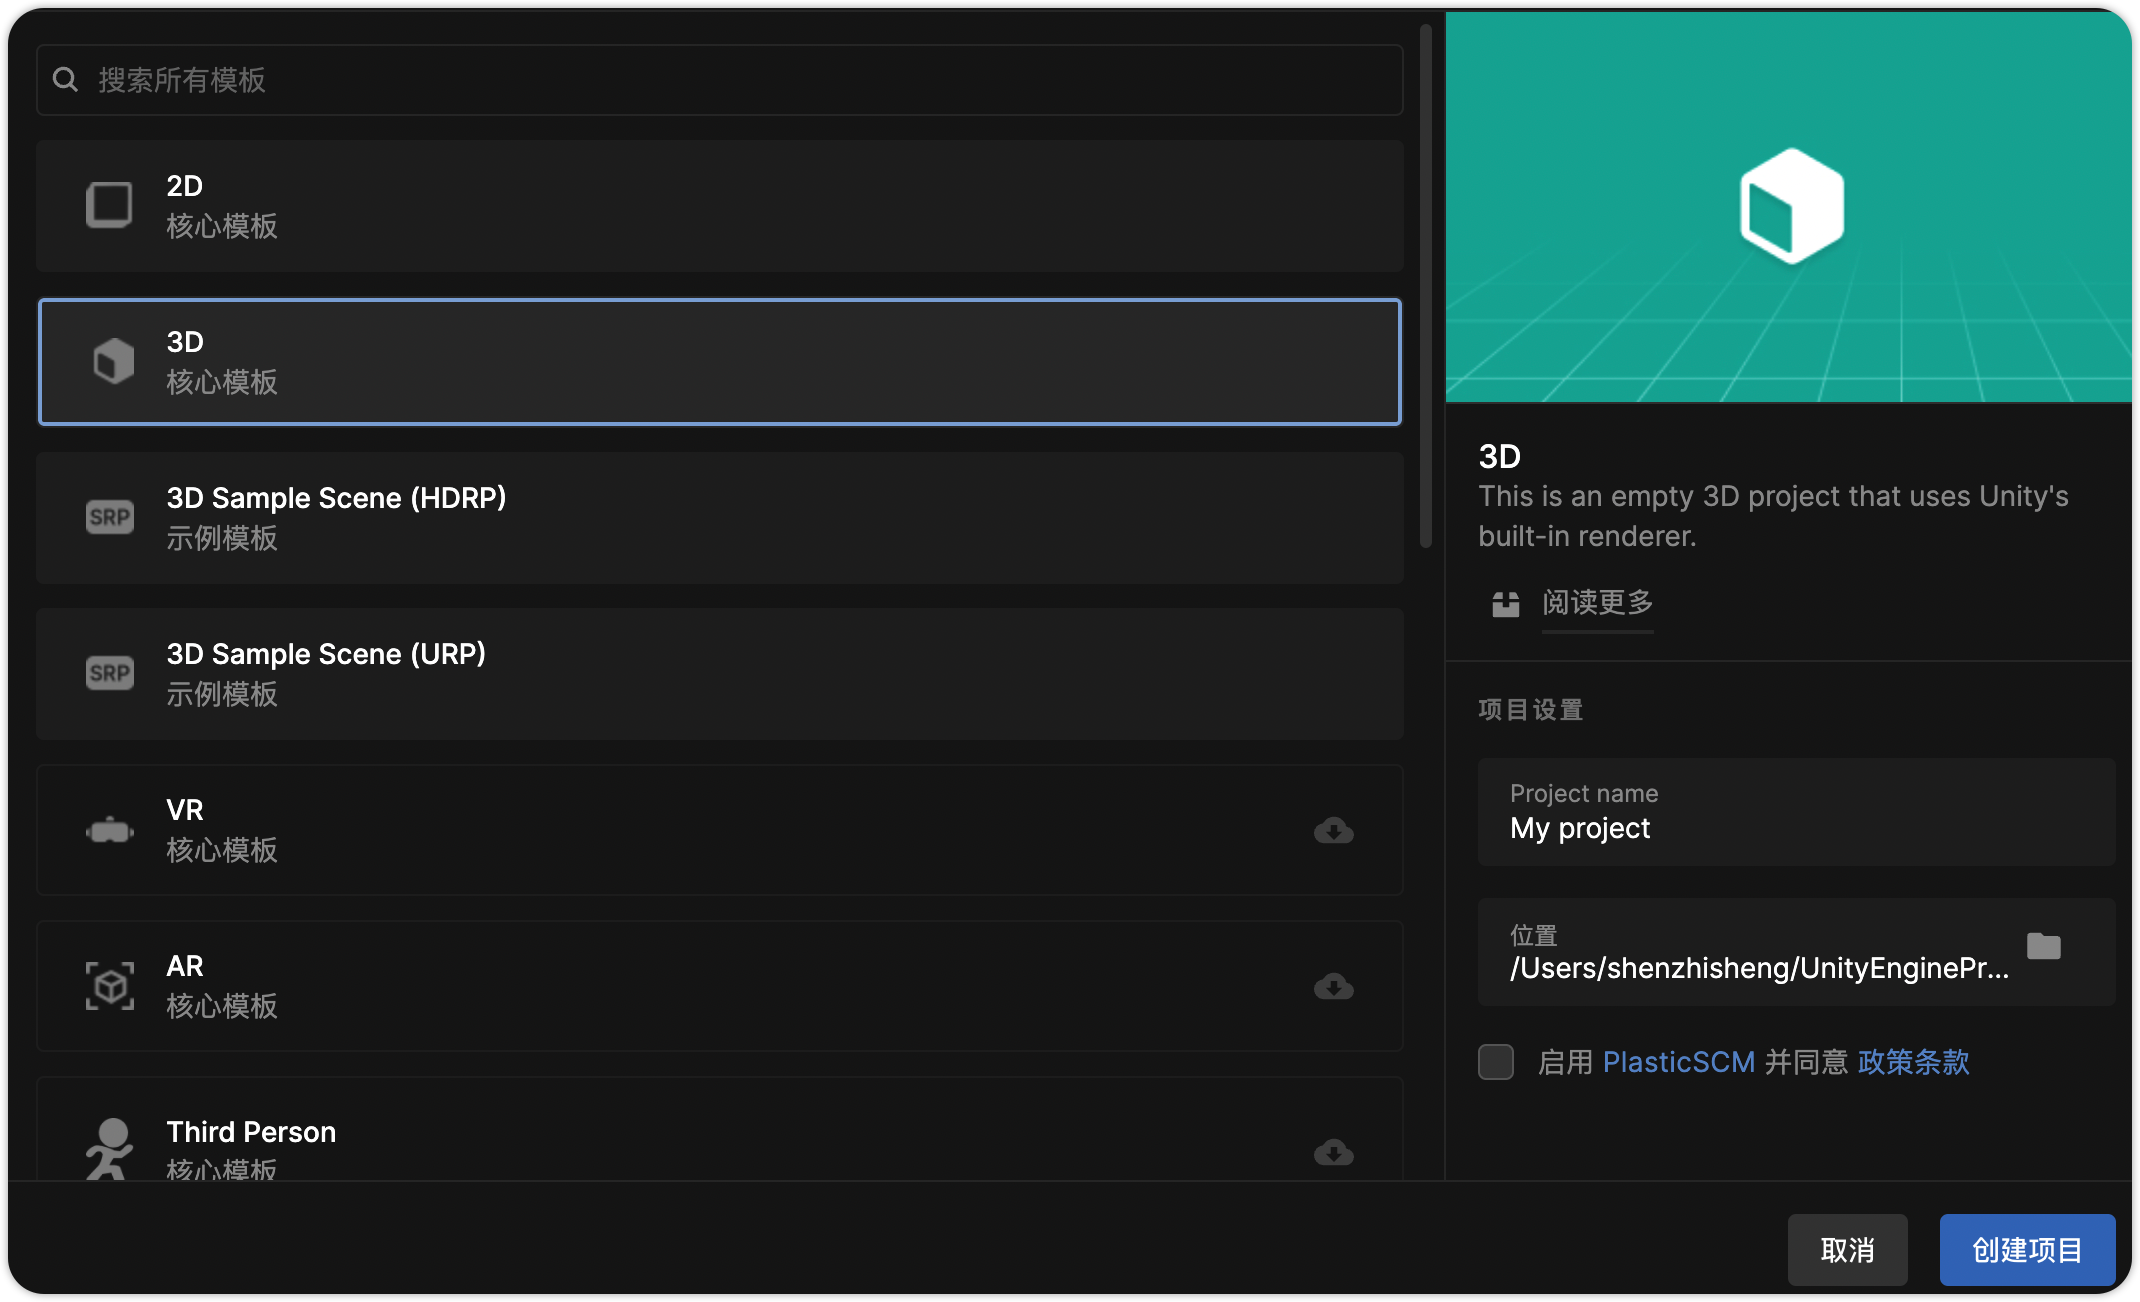 搜索所有模板
2D
核心模板
3D
核心模板
SRP
3D Sample Scene (HDRP)
示例模板
SRP
3D Sample Scene (URP)
示例模板
VR
核心模板
AR
核心模板
Third Person
核心模板
3D
This is an empty 3D project that uses Unity's
built-in renderer.
阅读更多
项目设置
Project name
My project
位置
/Users/shenzhisheng/UnityEnginePr...
启用 PlasticSCM 并同意 政策条款
取消
创建项目